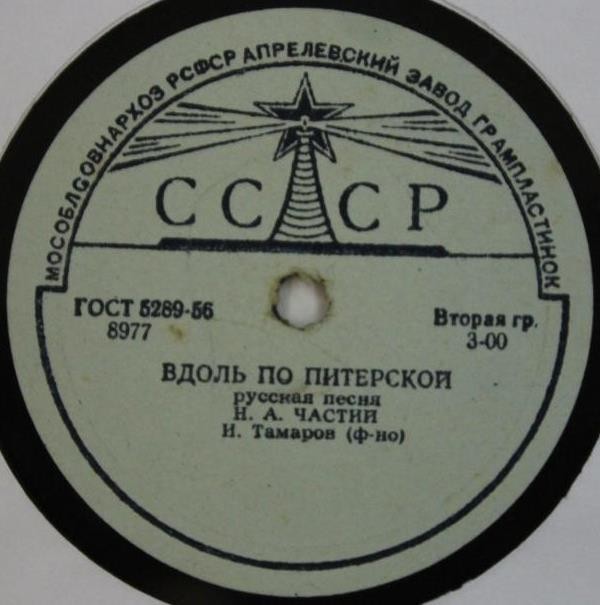 МОСОБЛСОВНАРХОЗ РСФСР АПРЕЛЕВСКИЙ ЗАВОД ГРАМПЛАСТИНОК
СССР
ГОСТ 5289-56
8977
Вторая гр.
3-00
ВДОЛЬ ПО ПИТЕРСКОЙ
русская песня
Н. А. ЧАСТИЙ
И. Тамаров (ф-но)